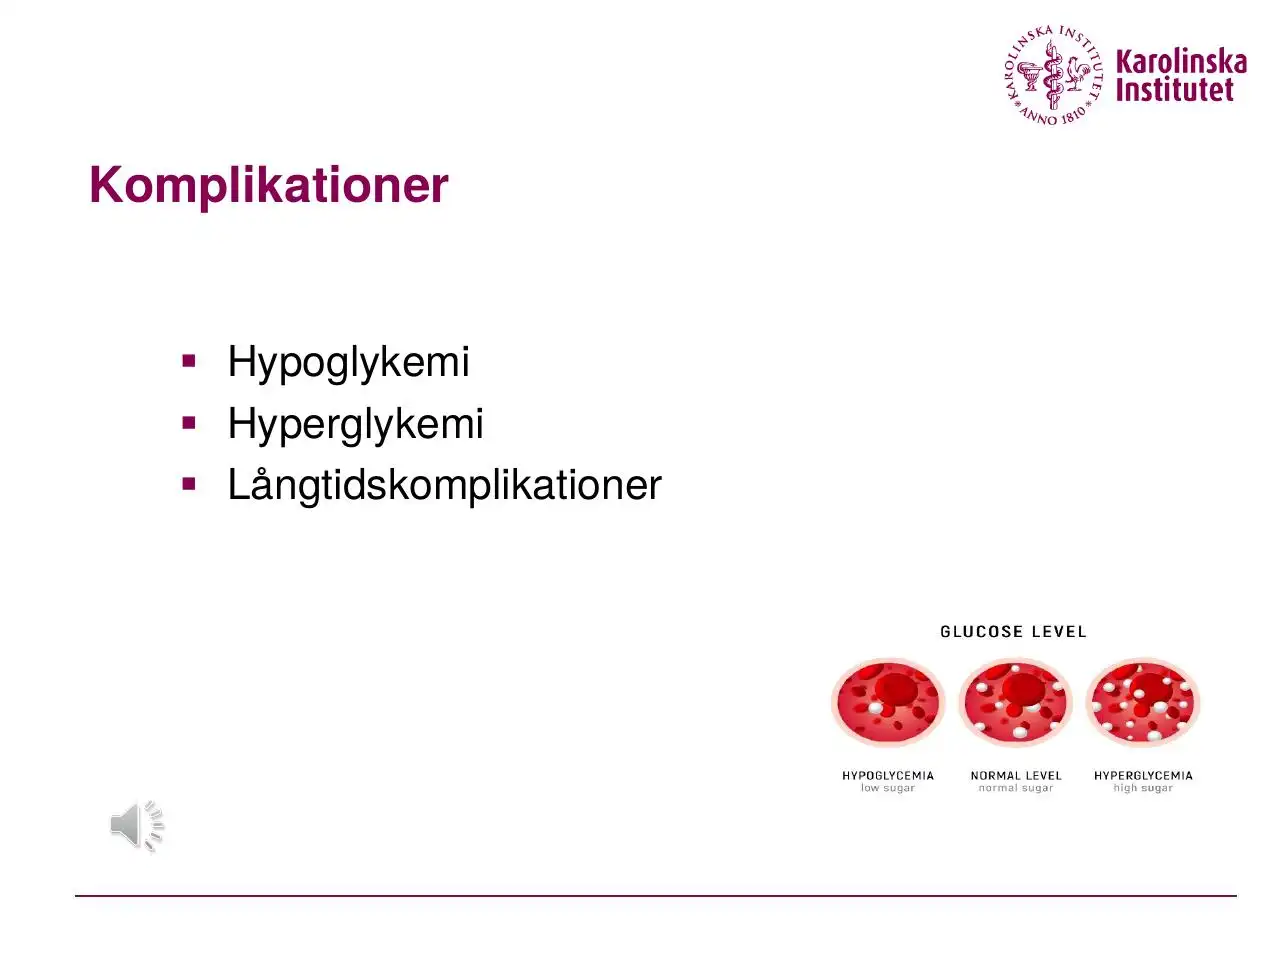 KAROLINSKA INSTITUTET
ANNO 1810
Karolinska
Institutet
Komplikationer
Hypoglykemi
Hyperglykemi
Långtidskomplikationer
GLUCOSE LEVEL
HYPOGLYCEMIA NORMAL LEVEL HYPERGLYCEMIA
low sugar normal sugar high sugar